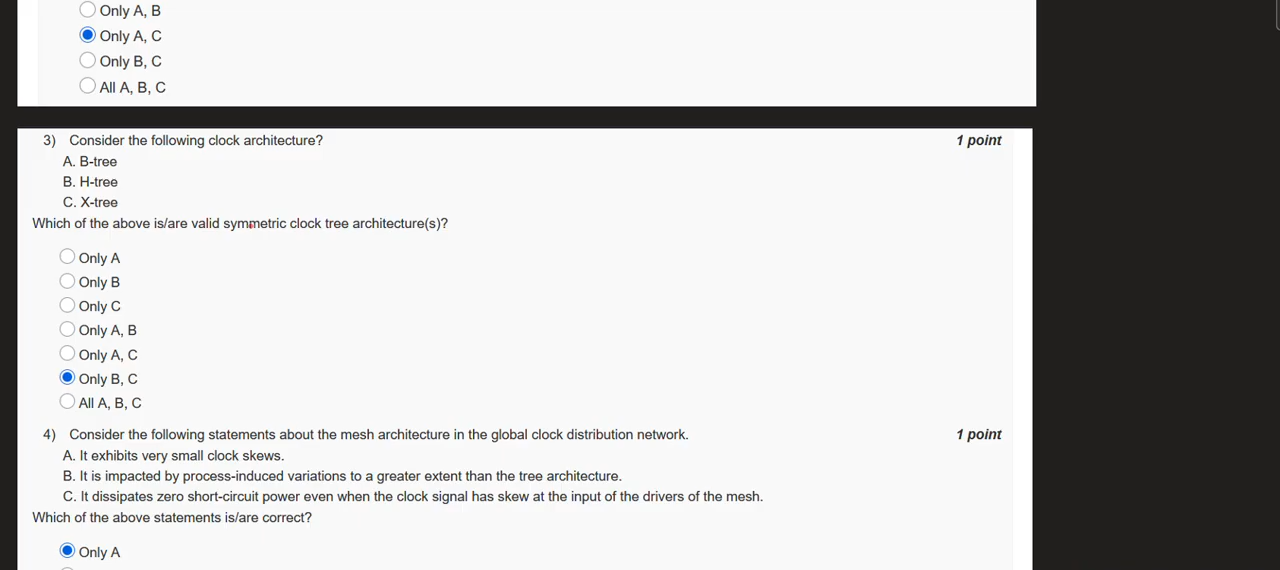 Only A, B
Only A, C
Only B, C
All A, B, C
3) Consider the following clock architecture? 1 point
A. B-tree
B. H-tree
C. X-tree
Which of the above is/are valid symmetric clock tree architecture(s)?
Only A
Only B
Only C
Only A, B
Only A, C
Only B, C
All A, B, C
4) Consider the following statements about the mesh architecture in the global clock distribution network. 1 point
A. It exhibits very small clock skews.
B. It is impacted by process-induced variations to a greater extent than the tree architecture.
C. It dissipates zero short-circuit power even when the clock signal has skew at the input of the drivers of the mesh.
Which of the above statements is/are correct?
Only A